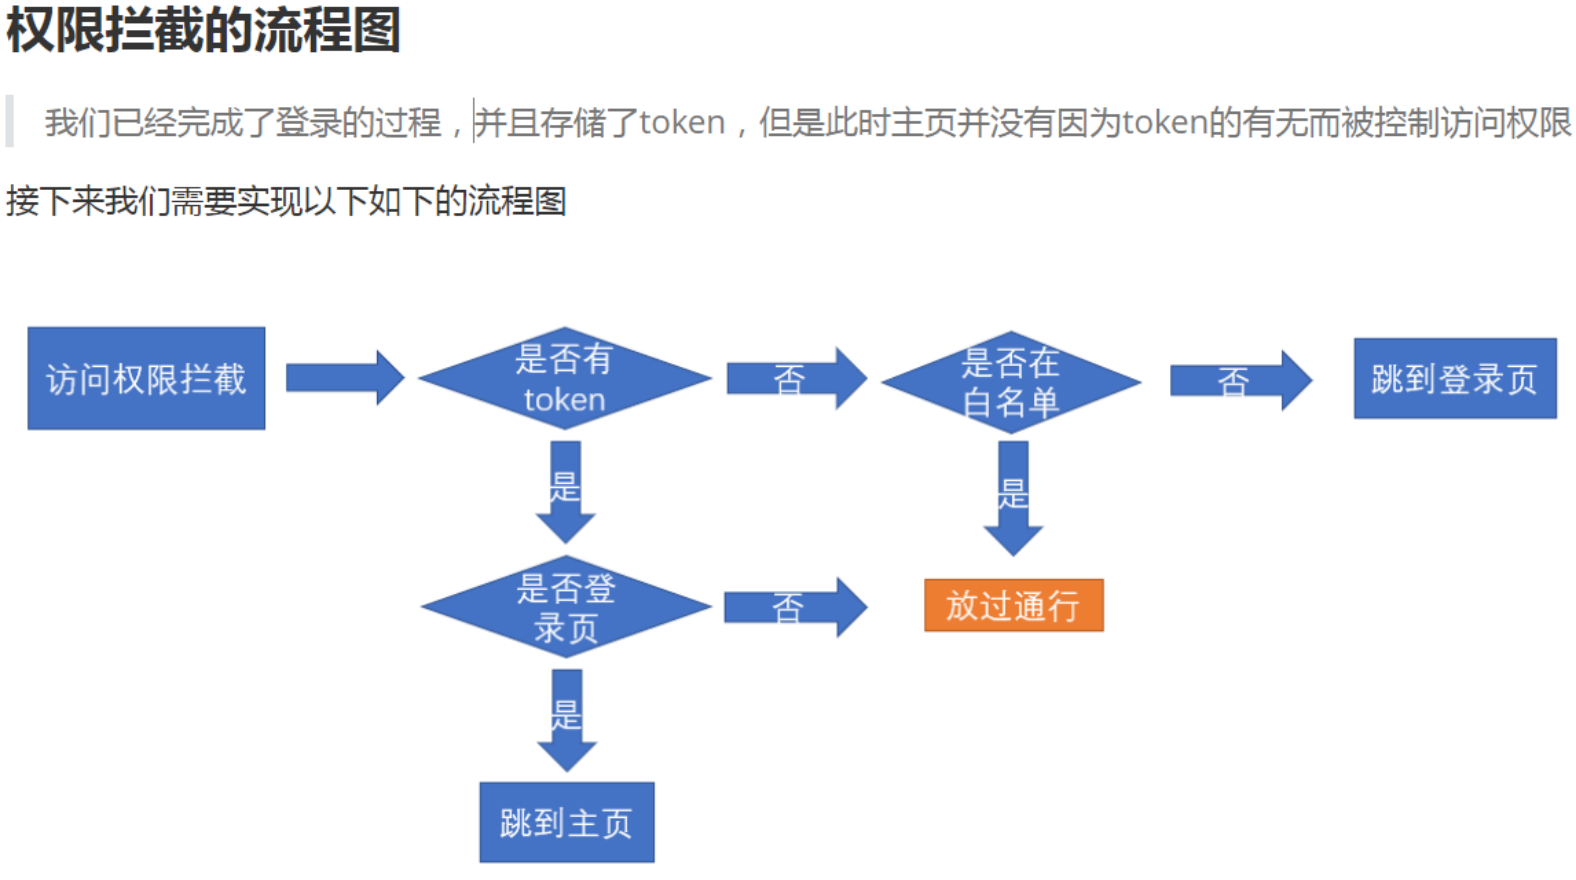 权限拦截的流程图
我们已经完成了登录的过程，并且存储了token，但是此时主页并没有因为token的有无而被控制访问权限
接下来我们需要实现以下如下的流程图
访问权限拦截
是否有
token
否
是否在
白名单
否
跳到登录页
是
是
是否登
录页
否
放过通行
是
跳到主页